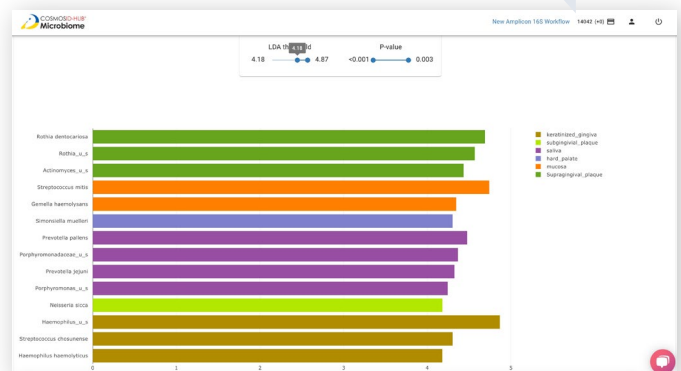 COSMOSID-HUB®
Microbiome
New Amplicon 16S Workflow 14042 (+0)
LDA th 4.18 ld P-value
4.18 4.87 <0.001 0.003
Rothia dentocariosa
Rothia_u_s
Actinomyces_u_s
Streptococcus mitis
Gemella haemolysans
Simonsiella muelleri
Prevotella pallens
Porphyromonadaceae_u_s
Prevotella jejuni
Porphyromonas_u_s
Neisseria sicca
Haemophilus_u_s
Streptococcus chosunense
Haemophilus haemolyticus
0 1 2 3 4 5
keratinized_gingiva
subgingivial_plaque
saliva
hard_palate
mucosa
Supragingival_plaque